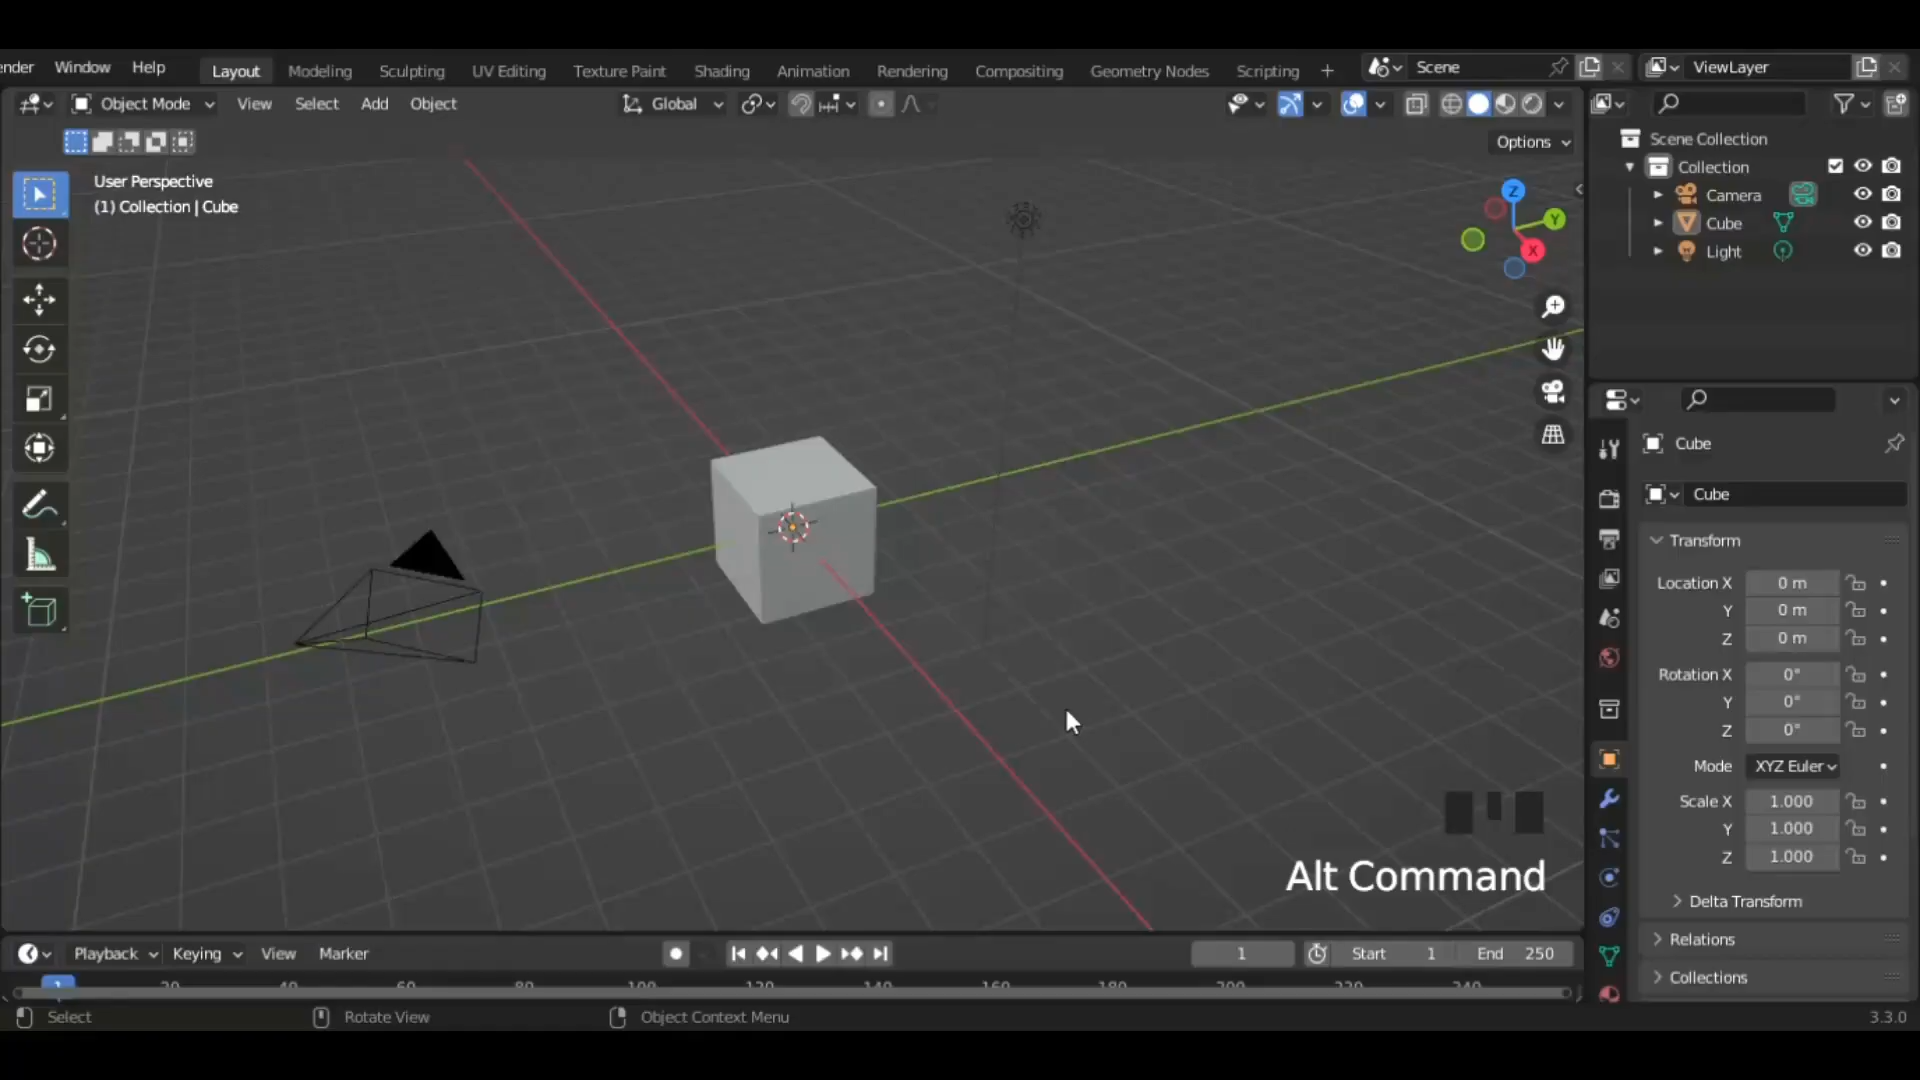 ender Window Help Layout Modeling Sculpting UV Editing Texture Paint Shading Animation Rendering Compositing Geometry Nodes Scripting + Scene ViewLayer
Object Mode View Select Add Object Global
Options
User Perspective
(1) Collection | Cube
Z
Y
X
Scene Collection
Collection
Camera
Cube
Light
Cube
Cube
Transform
Location X 0 m
Y 0 m
Z 0 m
Rotation X 0°
Y 0°
Z 0°
Mode XYZ Euler
Scale X 1.000
Y 1.000
Z 1.000
Delta Transform
Relations
Collections
Alt Command
Playback Keying View Marker 1 Start 1 End 250
1 20 40 60 80 100 120 140 160 180 200 220 240
Select Rotate View Object Context Menu 3.3.0